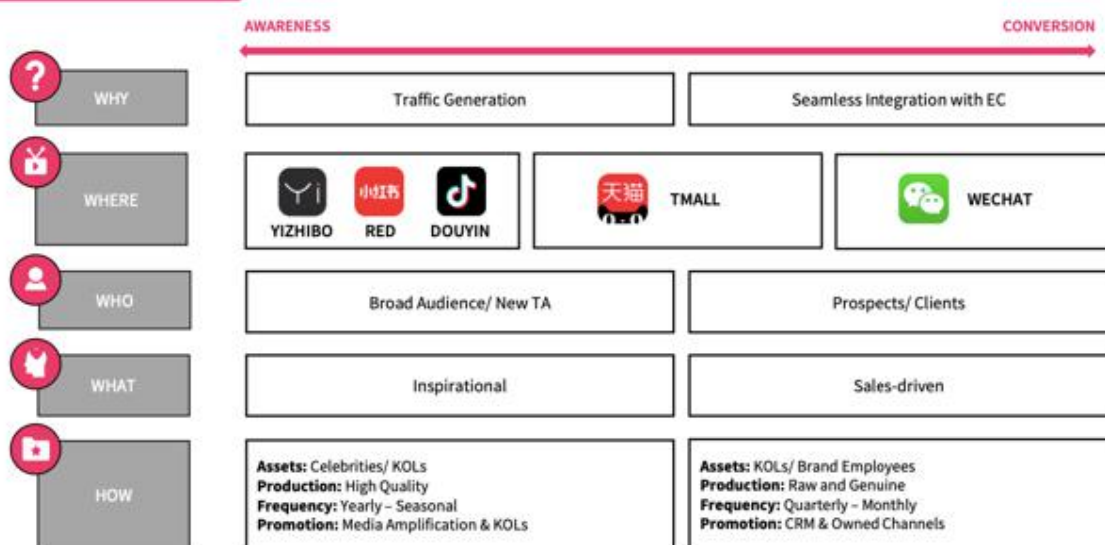 AWARENESS CONVERSION
?
WHY
Traffic Generation
Seamless Integration with EC
WHERE
Yi
小红书
天猫
TMALL
WECHAT
YIZHIBO RED DOUYIN
WHO
Broad Audience/ New TA
Prospects/ Clients
WHAT
Inspirational
Sales-driven
HOW
Assets: Celebrities/ KOLs
Production: High Quality
Frequency: Yearly – Seasonal
Promotion: Media Amplification & KOLs
Assets: KOLs/ Brand Employees
Production: Raw and Genuine
Frequency: Quarterly – Monthly
Promotion: CRM & Owned Channels